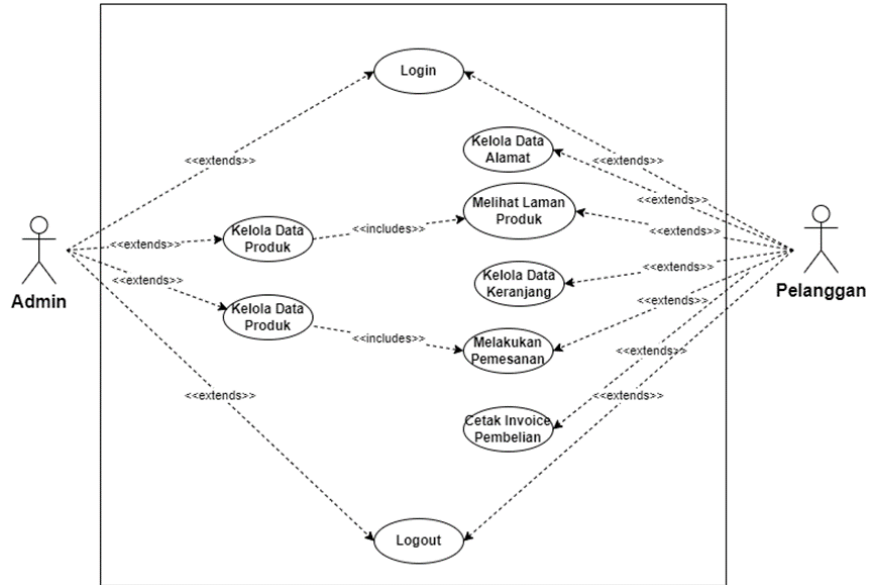 Login
<<extends>>
<<extends>>
Kelola Data
Alamat
<<extends>>
Melihat Laman
Produk
<<extends>>
Kelola Data
Produk
<<includes>>
<<extends>>
<<extends>>
Kelola Data
Keranjang
<<extends>>
Admin
Pelanggan
<<extends>>
Kelola Data
Produk
<<extends>>
<<includes>>
Melakukan
Pemesanan
<<extends>>
<<extends>>
Cetak Invoice
Pembelian
Logout